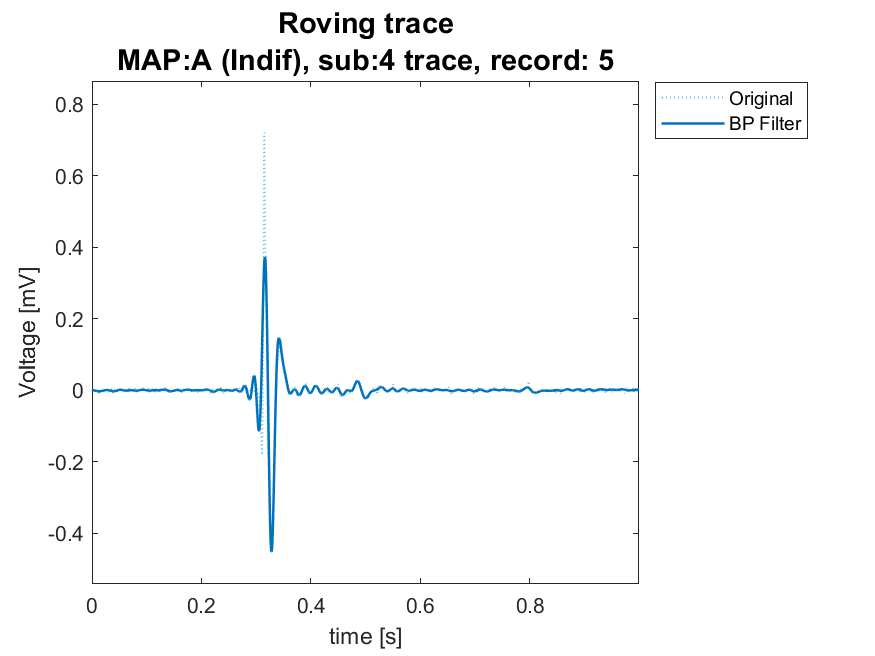 Roving trace
MAP:A (Indif), sub:4 trace, record: 5
Original
BP Filter
0.8
0.6
0.4
0.2
0
-0.2
-0.4
Voltage [mV]
0 0.2 0.4 0.6 0.8
time [s]